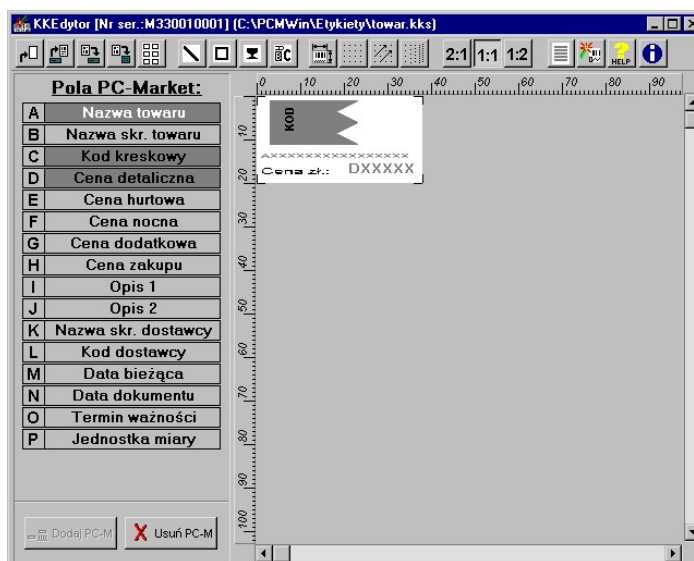 KKEdytor [Nr ser.:M330010001] (C:\PCMWin\Etykiety\towar.kks)
2:1 1:1 1:2 HELP
Pola PC-Market:
A Nazwa towaru
B Nazwa skr. towaru
C Kod kreskowy
D Cena detaliczna
E Cena hurtowa
F Cena nocna
G Cena dodatkowa
H Cena zakupu
I Opis 1
J Opis 2
K Nazwa skr. dostawcy
L Kod dostawcy
M Data bieżąca
N Data dokumentu
O Termin ważności
P Jednostka miary
Dodaj PC-M
X Usuń PC-M
0 10 20 30 40 50 60 70 80 90
10
20
30
40
50
60
70
80
90
100
KOD
AXXXXXXXXXXXXXXXX
Cena zł.: DXXXXX